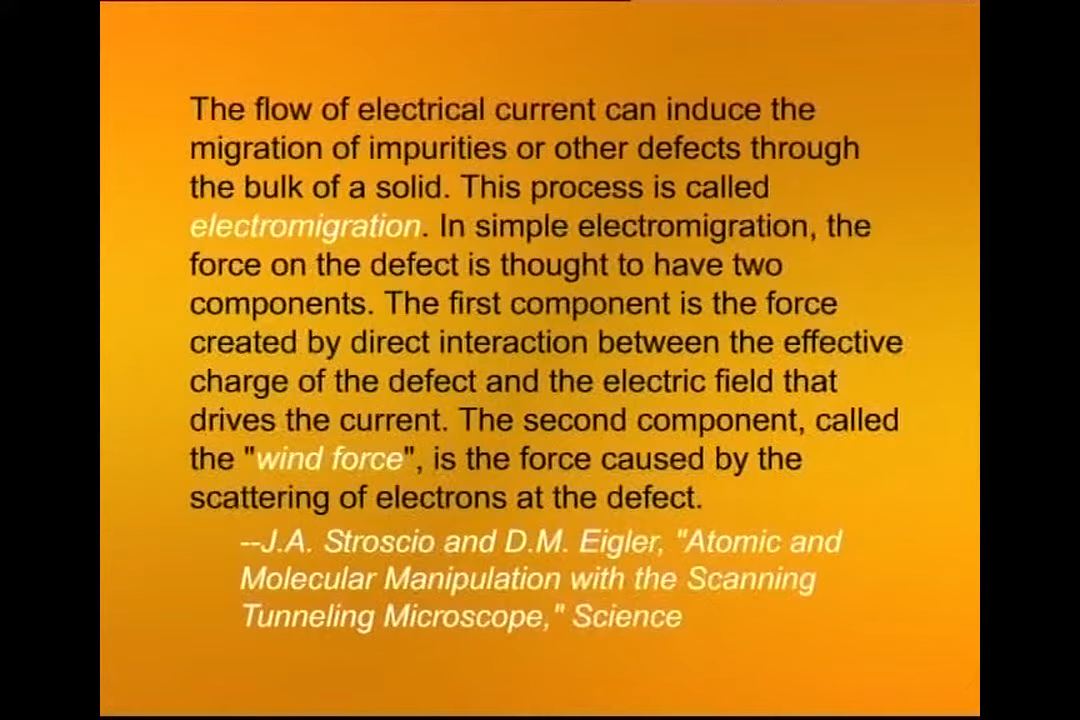 The flow of electrical current can induce the
migration of impurities or other defects through
the bulk of a solid. This process is called
electromigration. In simple electromigration, the
force on the defect is thought to have two
components. The first component is the force
created by direct interaction between the effective
charge of the defect and the electric field that
drives the current. The second component, called
the "wind force", is the force caused by the
scattering of electrons at the defect.
--J.A. Stroscio and D.M. Eigler, "Atomic and
Molecular Manipulation with the Scanning
Tunneling Microscope," Science